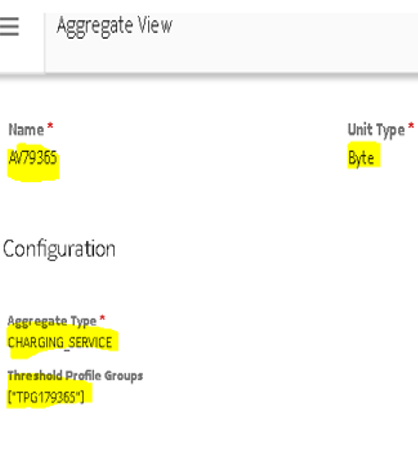 Aggregate View
Name * Unit Type *
AV79365 Byte
Configuration
Aggregate Type *
CHARGING_SERVICE
Threshold Profile Groups
["TPG179365"]